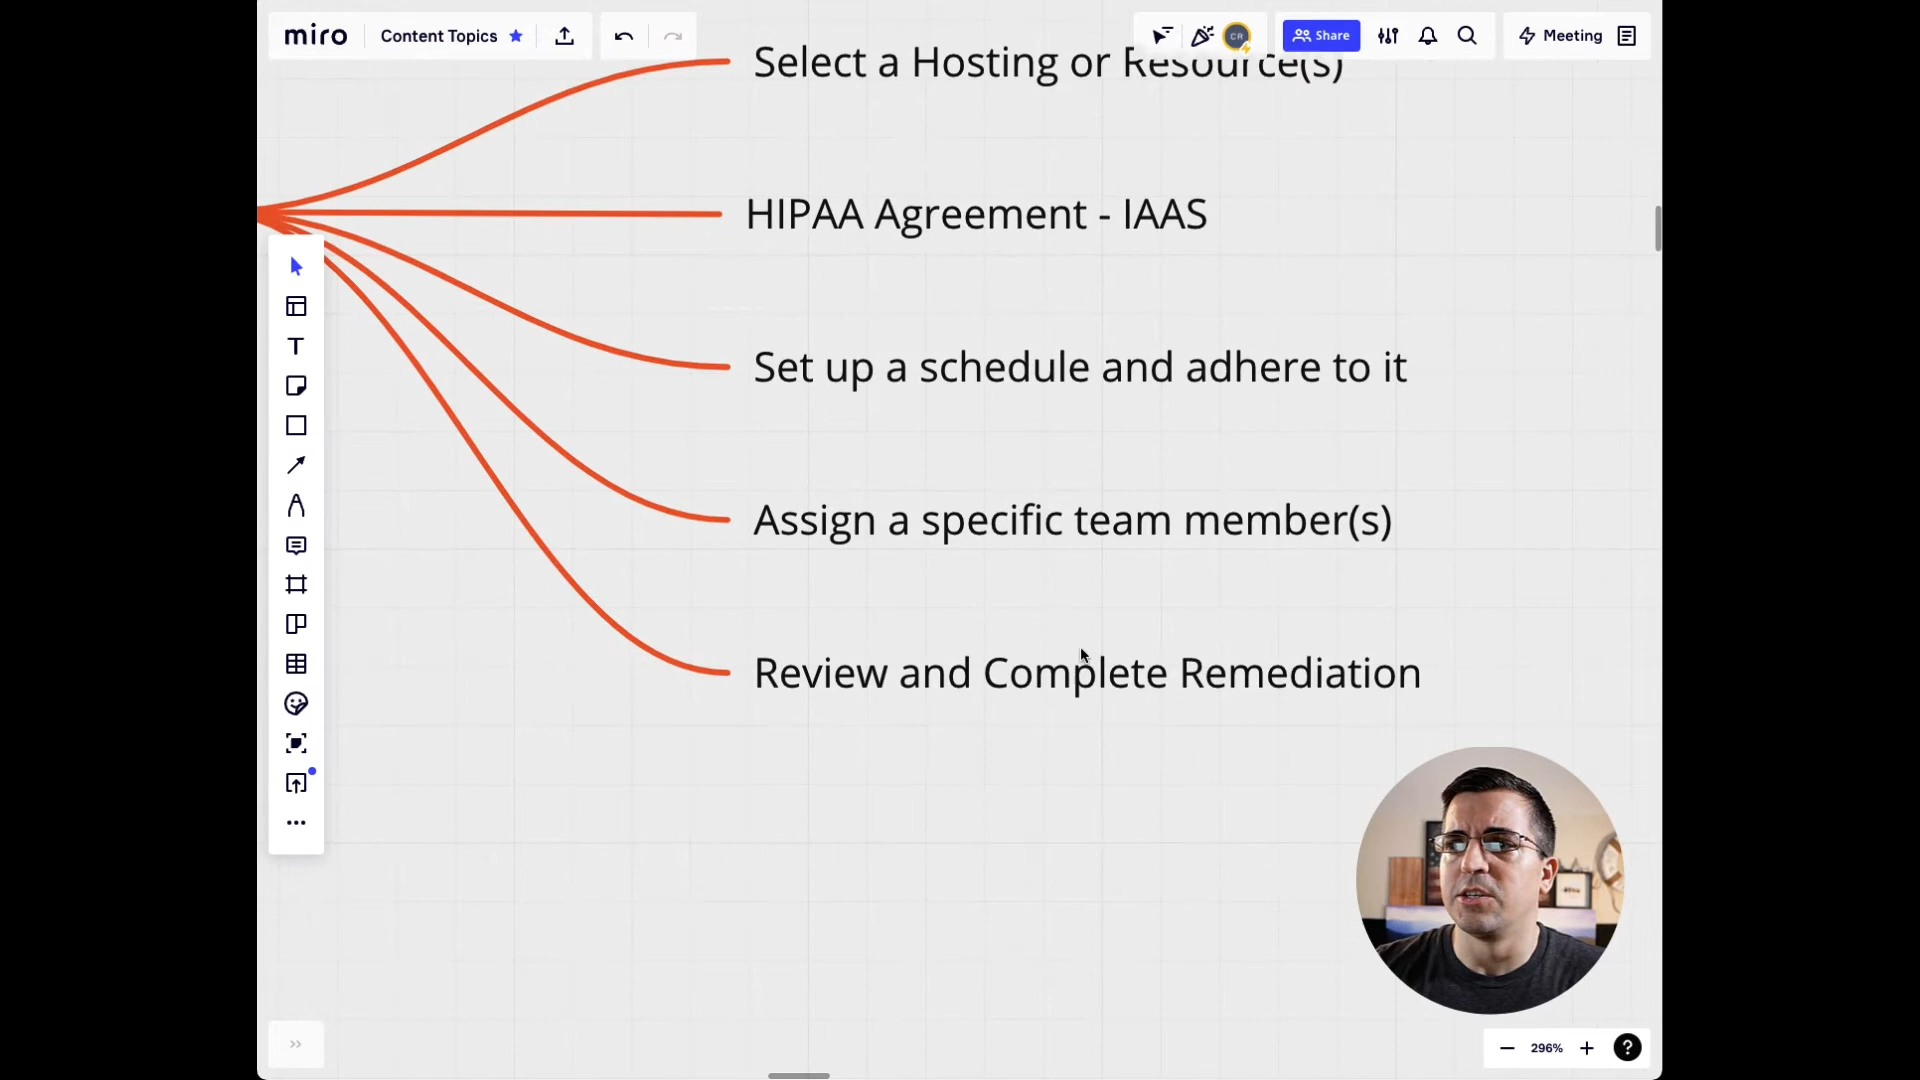 miro
Content Topics
CR
Share
Meeting
Select a Hosting or Resource(s)
HIPAA Agreement - IAAS
Set up a schedule and adhere to it
Assign a specific team member(s)
Review and Complete Remediation
296%